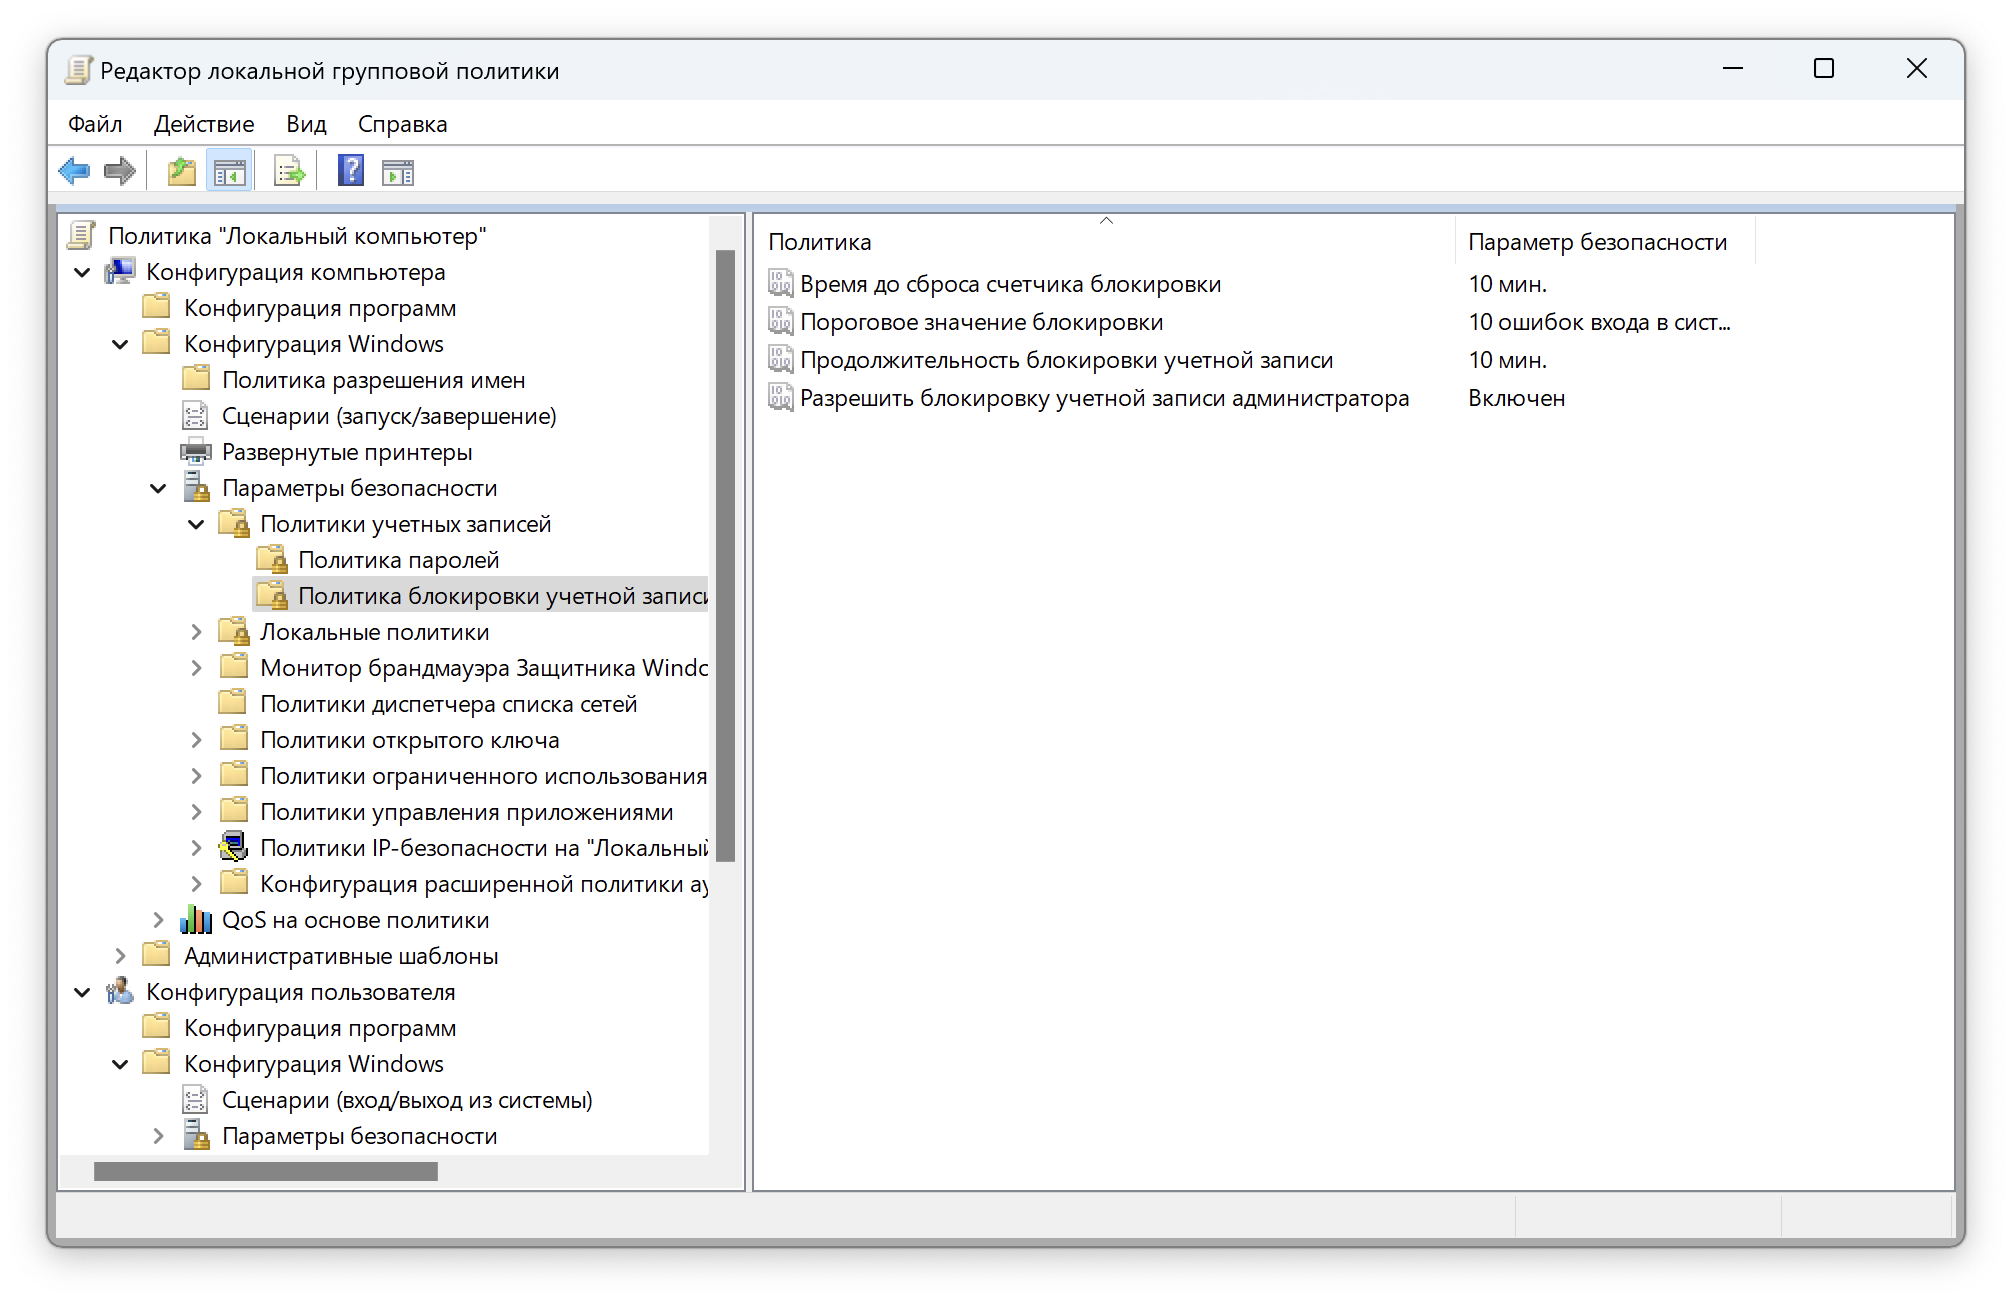 Редактор локальной групповой политики
Файл Действие Вид Справка
Политика "Локальный компьютер"
Конфигурация компьютера
Конфигурация программ
Конфигурация Windows
Политика разрешения имен
Сценарии (запуск/завершение)
Развернутые принтеры
Параметры безопасности
Политики учетных записей
Политика паролей
Политика блокировки учетной записи
Локальные политики
Монитор брандмауэра Защитника Windo
Политики диспетчера списка сетей
Политики открытого ключа
Политики ограниченного использования
Политики управления приложениями
Политики IP-безопасности на "Локальный
Конфигурация расширенной политики ау
QoS на основе политики
Административные шаблоны
Конфигурация пользователя
Конфигурация программ
Конфигурация Windows
Сценарии (вход/выход из системы)
Параметры безопасности
Политика Параметр безопасности
Время до сброса счетчика блокировки 10 мин.
Пороговое значение блокировки 10 ошибок входа в сист...
Продолжительность блокировки учетной записи 10 мин.
Разрешить блокировку учетной записи администратора Включен